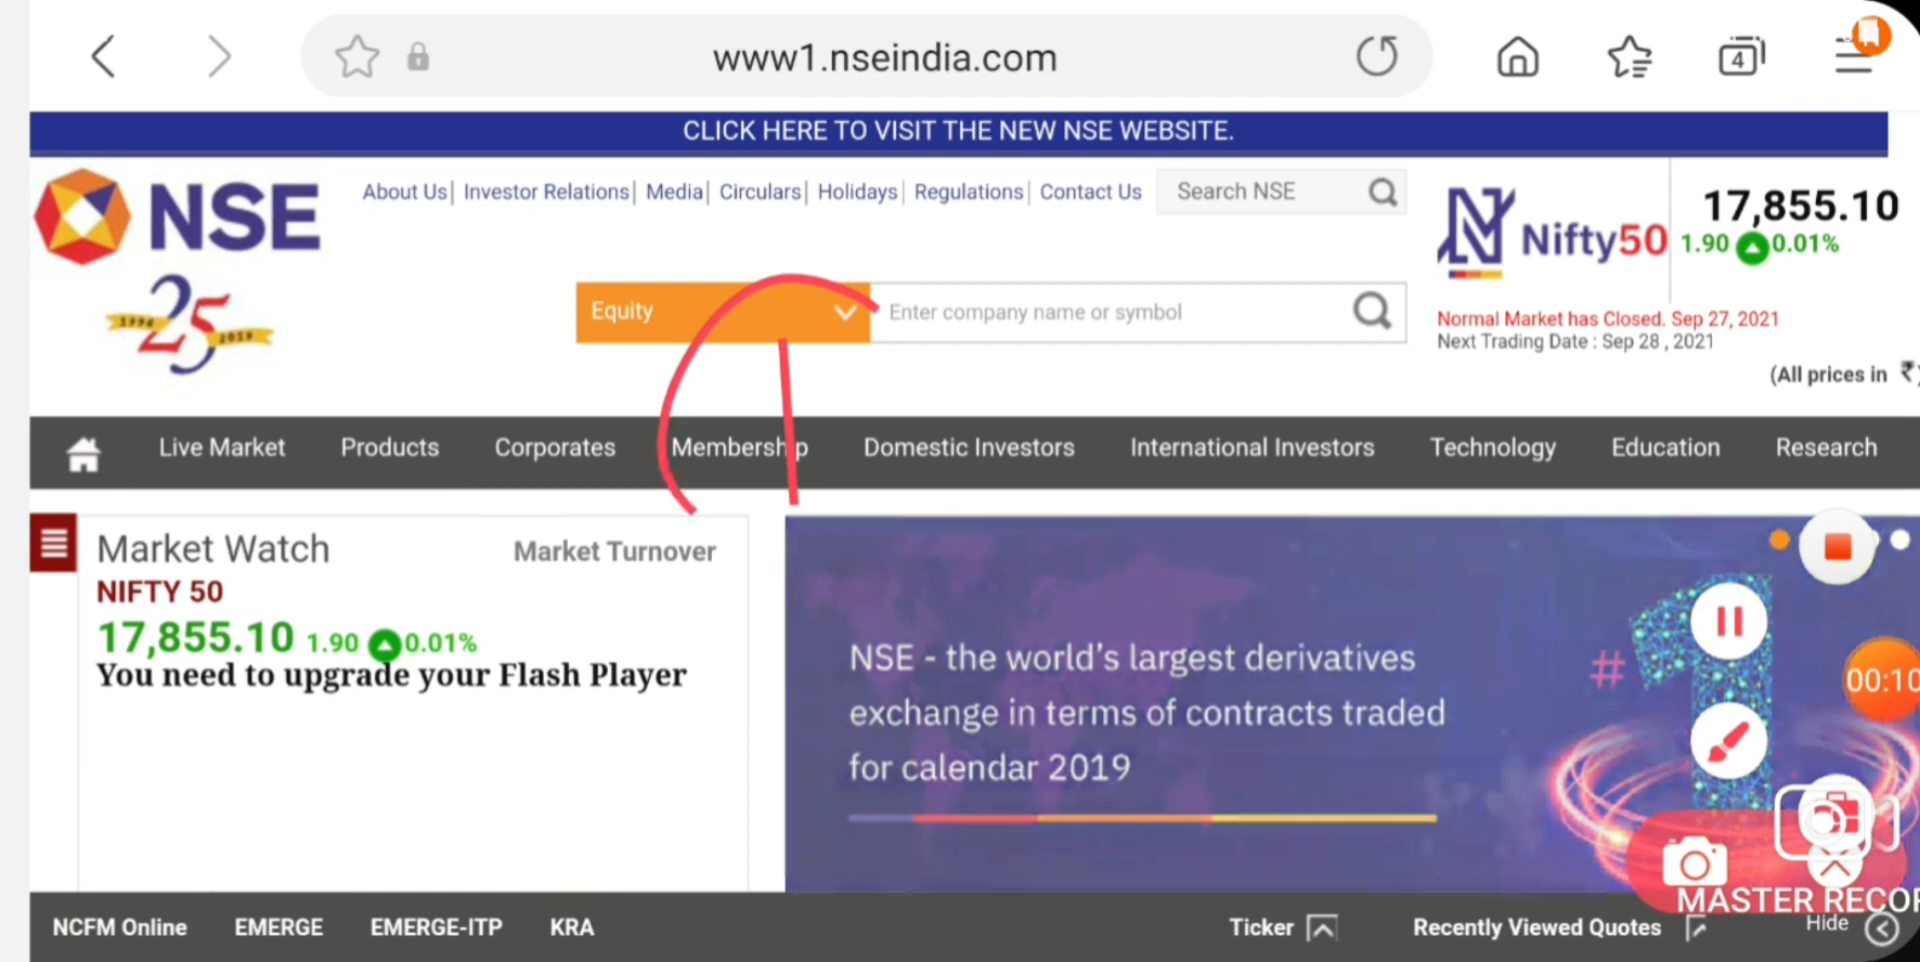 www1.nseindia.com
4
CLICK HERE TO VISIT THE NEW NSE WEBSITE.
NSE
1994 25 2019
About Us| Investor Relations| Media| Circulars| Holidays| Regulations| Contact Us
Search NSE
Nifty50
17,855.10
1.90 0.01%
Equity
Enter company name or symbol
Normal Market has Closed. Sep 27, 2021
Next Trading Date : Sep 28 , 2021
(All prices in ₹)
Live Market Products Corporates Membership Domestic Investors International Investors Technology Education Research
Market Watch
Market Turnover
NIFTY 50
17,855.10 1.90 0.01%
You need to upgrade your Flash Player
NSE - the world's largest derivatives
exchange in terms of contracts traded
for calendar 2019
#1
00:10
MASTER RECOR
NCFM Online EMERGE EMERGE-ITP KRA
Ticker
Recently Viewed Quotes
Hide